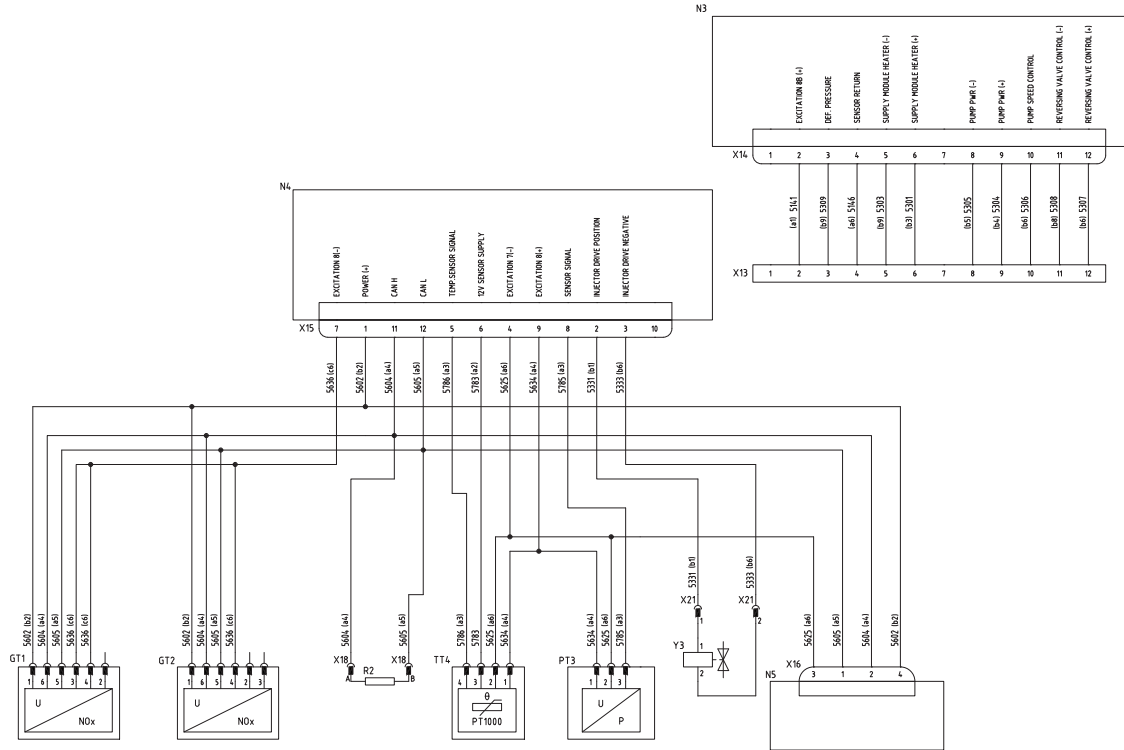 N3
EXCITATION 8B (+)
DEF. PRESSURE
SENSOR RETURN
SUPPLY MODULE HEATER (-)
SUPPLY MODULE HEATER (+)
PUMP PWR (-)
PUMP PWR (+)
PUMP SPEED CONTROL
REVERSING VALVE CONTROL (-)
REVERSING VALVE CONTROL (+)
X14
1 2 3 4 5 6 7 8 9 10 11 12
(a1) 5141
(b9) 5309
(a6) 5146
(b9) 5303
(b3) 5301
(b5) 5305
(b4) 5304
(b6) 5306
(b8) 5308
(b6) 5307
X13
1 2 3 4 5 6 7 8 9 10 11 12
N4
EXCITATION 8(-)
POWER (+)
CAN H
CAN L
TEMP.SENSOR SIGNAL
12V SENSOR SUPPLY
EXCITATION 7(-)
EXCITATION 8(+)
SENSOR SIGNAL
INJECTOR DRIVE POSITION
INJECTOR DRIVE NEGATIVE
X15
7 1 11 12 5 6 4 9 8 2 3 10
5636 (c6)
5602 (b2)
5604 (a4)
5605 (a5)
5786 (a3)
5783 (a2)
5625 (a6)
5634 (a4)
5785 (a3)
5331 (b1)
5333 (b6)
5602 (b2)
5604 (a4)
5605 (a5)
5636 (c6)
5636 (c6)
GT1
1 6 5 3 4 2
U
NOx
5602 (b2)
5604 (a4)
5605 (a5)
5636 (c6)
GT2
1 6 5 4 2 3
U
NOx
5604 (a4)
5605 (a5)
X18 X18
A R2 B
5786 (a3)
5783
5625 (a6)
5634 (a4)
TT4
4 3 2 1
θ
PT1000
5634 (a4)
5625 (a6)
5785 (a3)
PT3
1 2 3
U
P
5331 (b1)
5333 (b6)
X21 X21
1 2
Y3
1
2
5625 (a6)
5605 (a5)
5604 (a4)
5602 (b2)
X16
3 1 2 4
N5